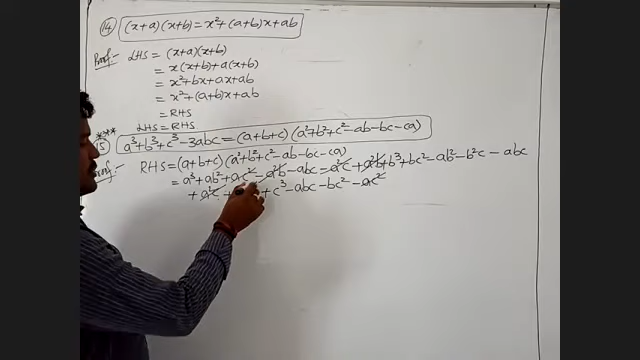 (14) (x+a)(x+b) = x²+(a+b)x+ab
Proof:- LHS = (x+a)(x+b)
= x(x+b)+a(x+b)
= x²+bx+ax+ab
= x²+(a+b)x+ab
= RHS
LHS = RHS
***
15) a³+b³+c³-3abc = (a+b+c)(a²+b²+c²-ab-bc-ca)
Proof:- RHS = (a+b+c)(a²+b²+c²-ab-bc-ca)
= a³+ab²+ac²-a²b-abc-a²c+a²b+b³+bc²-ab²-b²c-abc
+a²c+ +c³-abc-bc²-ac²